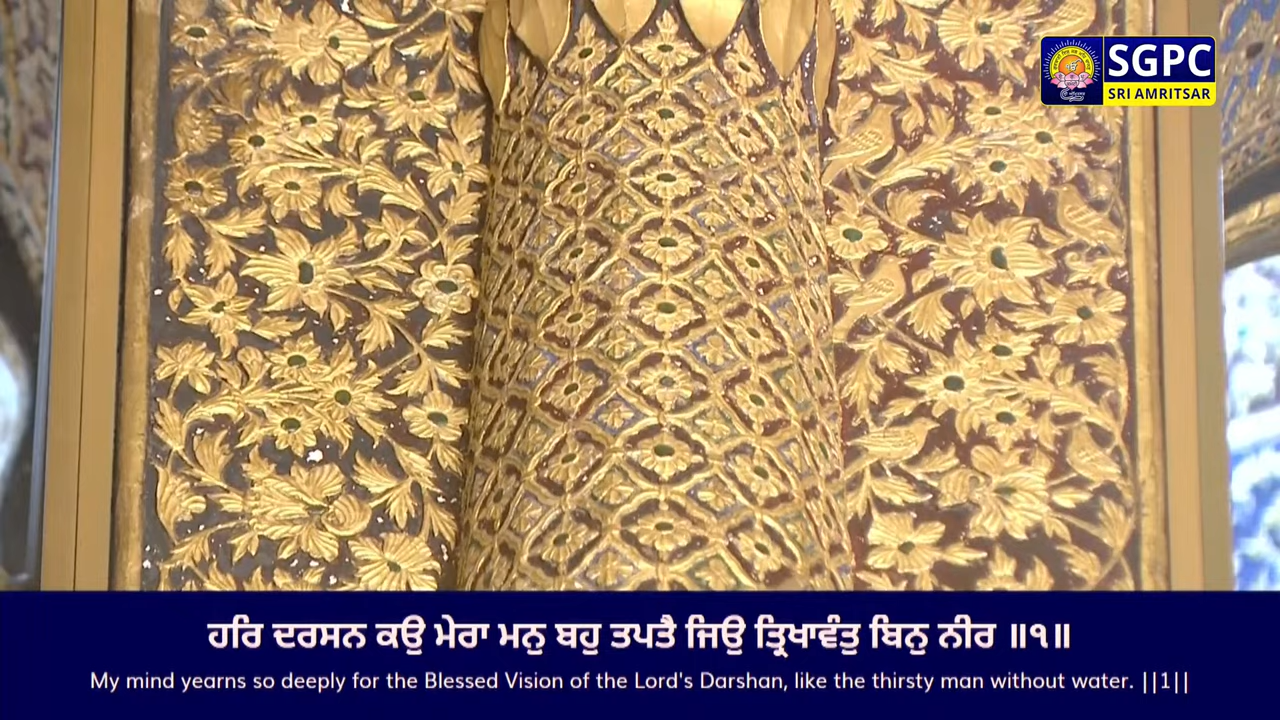 SGPC
SRI AMRITSAR
ਹਰਿ ਦਰਸਨ ਕਉ ਮੇਰਾ ਮਨੁ ਬਹੁ ਤਪਤੈ ਜਿਉ ਤ੍ਰਿਖਾਵੰਤੁ ਬਿਨੁ ਨੀਰ ॥੧॥
My mind yearns so deeply for the Blessed Vision of the Lord's Darshan, like the thirsty man without water. ||1||